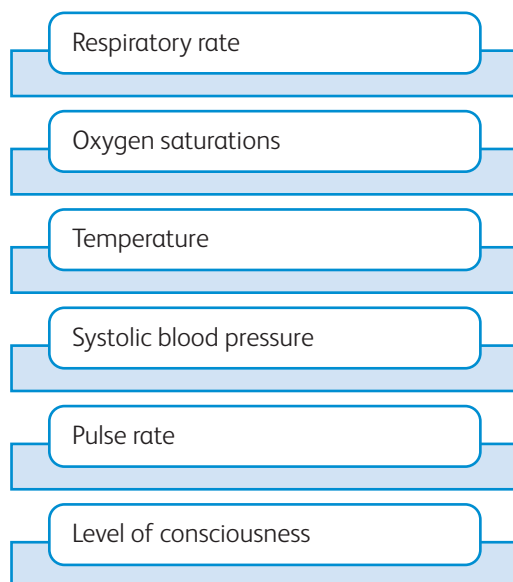 Respiratory rate
Oxygen saturations
Temperature
Systolic blood pressure
Pulse rate
Level of consciousness